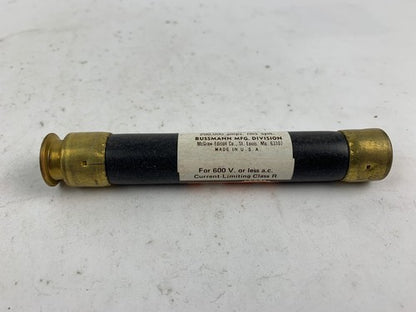 BUSSMANN MFG. DIVISION
McGraw-Edison Co., St. Louis, Mo. 63107
MADE IN U. S. A.
For 600 V. or less a.c.
Current-Limiting Class R